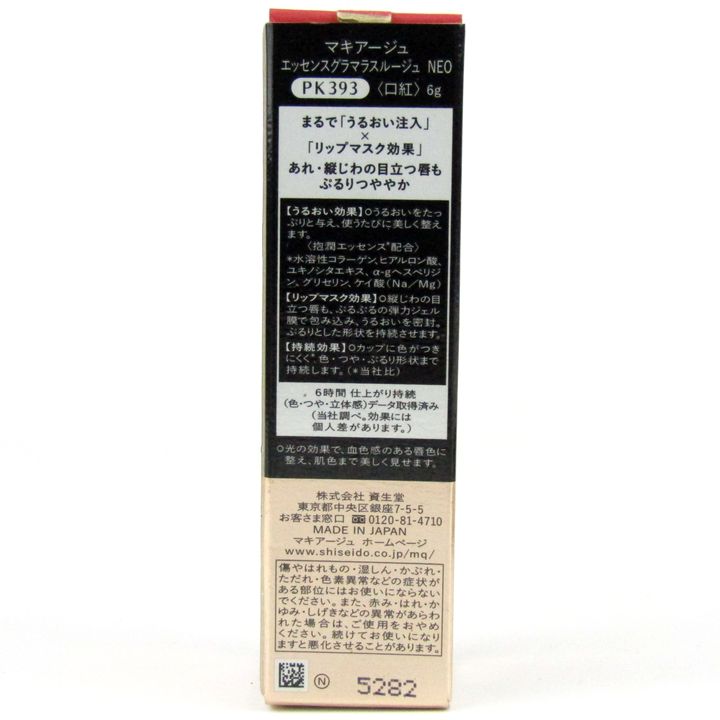 マキアージュ
エッセンスグラマラスルージュ NEO
PK393 〈口紅〉 6g
まるで「うるおい注入」
×
「リップマスク効果」
あれ・縦じわの目立つ唇も
ぷるりつややか
【うるおい効果】○うるおいをたっ
ぷりと与え、使うたびに美しく整え
ます。
〈抱潤エッセンス*配合〉
*水溶性コラーゲン、ヒアルロン酸、
ユキノシタエキス、α-gヘスペリジ
ン、グリセリン、ケイ酸(Na/Mg)
【リップマスク効果】○縦じわの目
立つ唇も、ぷるぷるの弾力ジェル
膜で包み込み、うるおいを密封。
ぷるりとした形状を持続させます。
【持続効果】○カップに色がつき
にくく*、色・つや・ぷるり形状まで
持続します。(*当社比)
6時間 仕上がり持続
(色・つや・立体感)データ取得済み
(当社調べ。効果には
個人差があります。)
○光の効果で、血色感のある唇色に
整え、肌色まで美しく見せます。
株式会社 資生堂
東京都中央区銀座7-5-5
お客さま窓口 0120-81-4710
MADE IN JAPAN
マキアージュ ホームページ
www.shiseido.co.jp/mq/
傷やはれもの・湿しん・かぶれ・
ただれ・色素異常などの症状が
ある部位にはお使いにならない
でください。また、赤み・はれ・か
ゆみ・しげきなどの異常があらわ
れた場合は、ご使用をおやめ
ください。続けてお使いになり
ますと悪化させることがあります。
N 5282